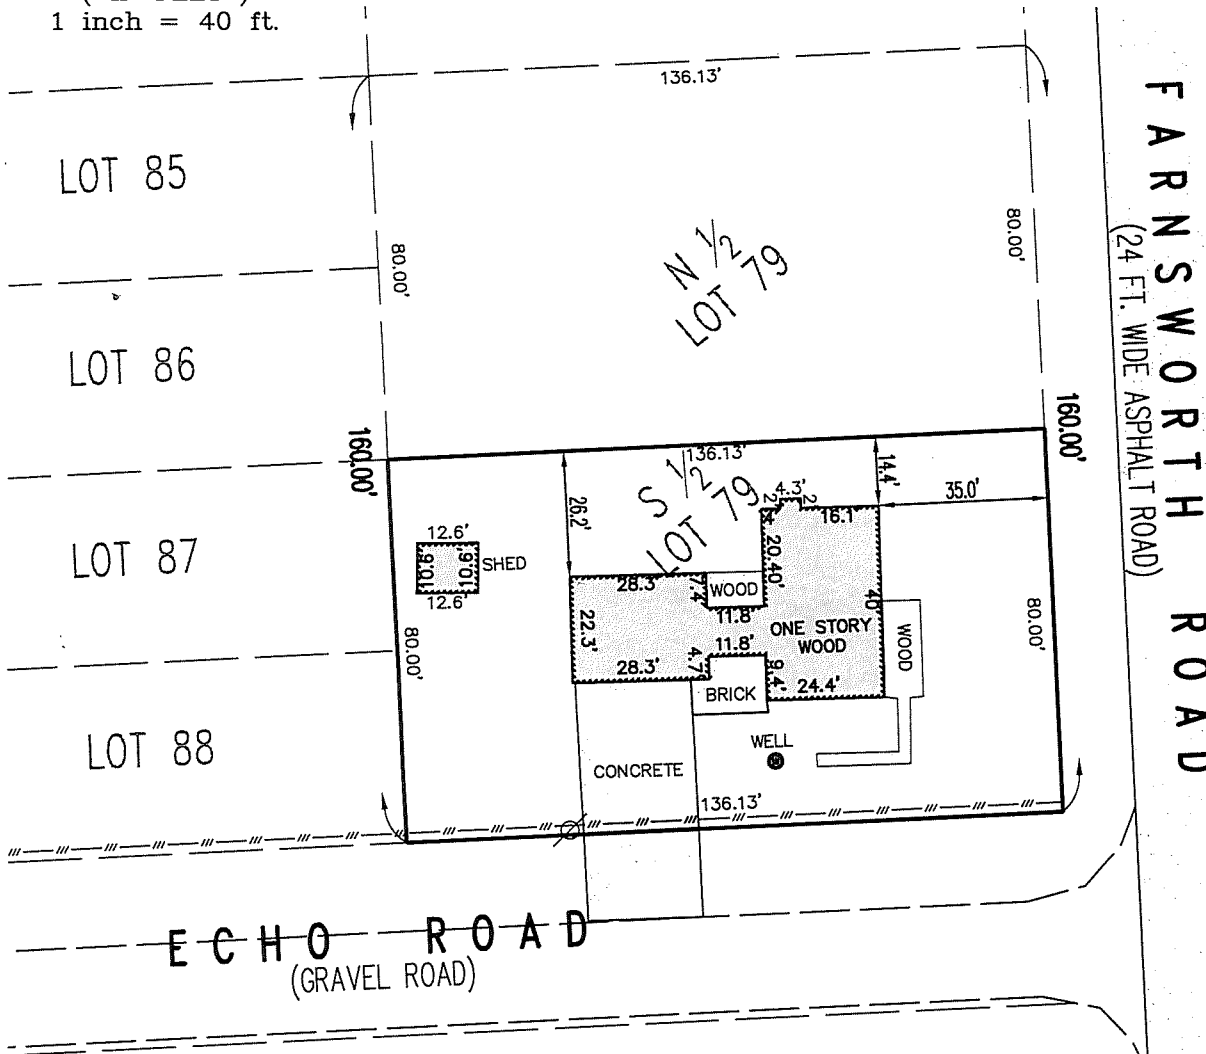 1 inch = 40 ft.
136.13'
LOT 85
80.00'
80.00'
N 1/2
LOT 79
LOT 86
FARNSWORTH ROAD
(24 FT. WIDE ASPHALT ROAD)
160.00'
160.00'
136.13'
S 1/2
LOT 79
14.4'
35.0'
26.2'
4.3'
2
2
4'
16.1'
20.40'
LOT 87
12.6'
10.6'
10.6'
12.6'
SHED
28.3'
7.4'
WOOD
11.8'
22.3'
40'
ONE STORY
WOOD
WOOD
80.00'
80.00'
11.8'
28.3'
4.7'
9.4'
24.4'
BRICK
LOT 88
WELL
W
CONCRETE
136.13'
ECHO ROAD
(GRAVEL ROAD)